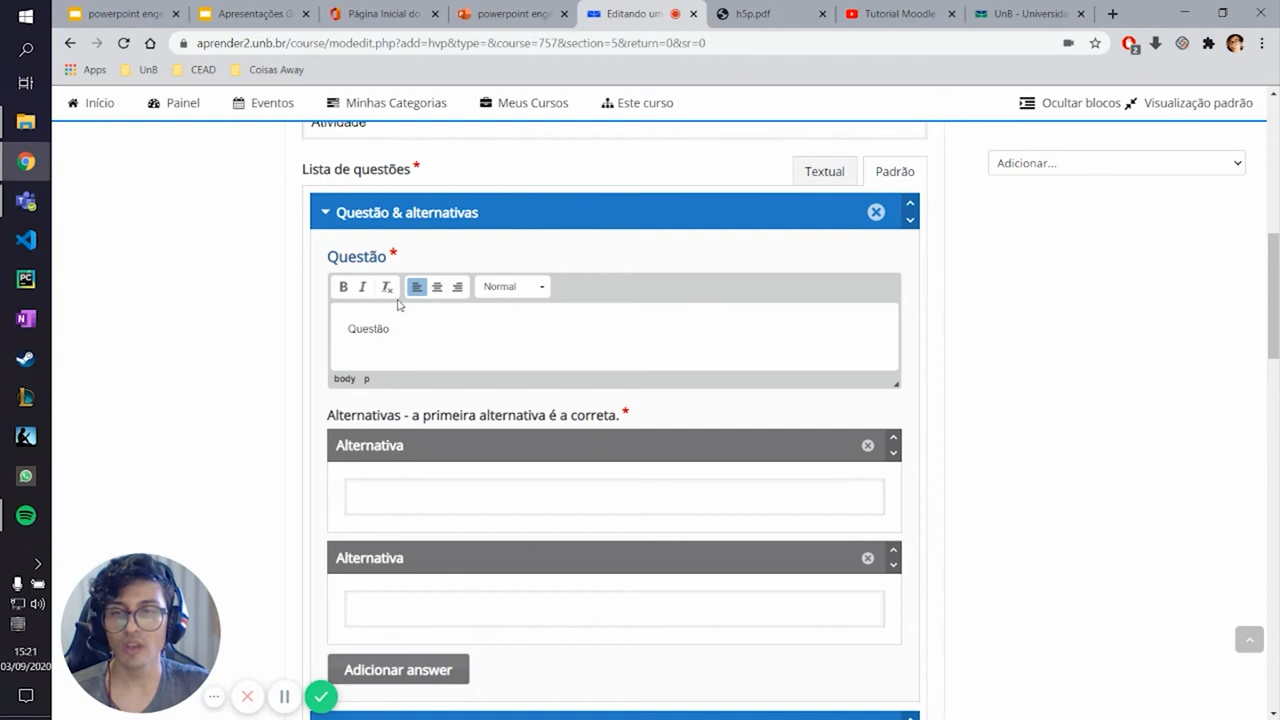 powerpoint enge
Apresentações G
Página Inicial do
powerpoint enge
Editando um
h5p.pdf
Tutorial Moodle
UnB - Universida
aprender2.unb.br/course/modedit.php?add=hvp&type=&course=757&section=5&return=0&sr=0
2
Apps
UnB
CEAD
Coisas Away
Início
Painel
Eventos
Minhas Categorias
Meus Cursos
Este curso
Ocultar blocos
Visualização padrão
Atividade
Adicionar...
Lista de questões *
Textual
Padrão
Questão & alternativas
Questão *
B I Tx
Normal
Questão
body p
Alternativas - a primeira alternativa é a correta. *
Alternativa
Alternativa
Adicionar answer
15:21
03/09/2020